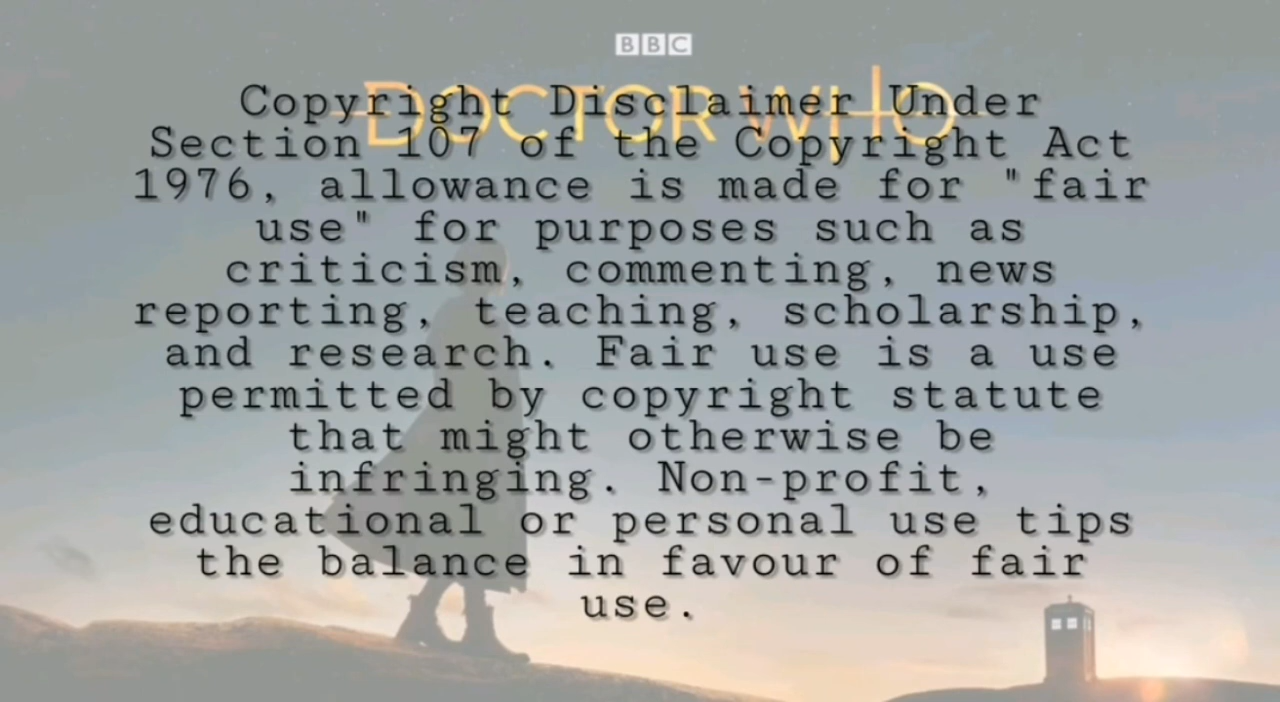 BBC
DOCTOR WHO
Copyright Disclaimer Under
Section 107 of the Copyright Act
1976, allowance is made for "fair
use" for purposes such as
criticism, commenting, news
reporting, teaching, scholarship,
and research. Fair use is a use
permitted by copyright statute
that might otherwise be
infringing. Non-profit,
educational or personal use tips
the balance in favour of fair
use.